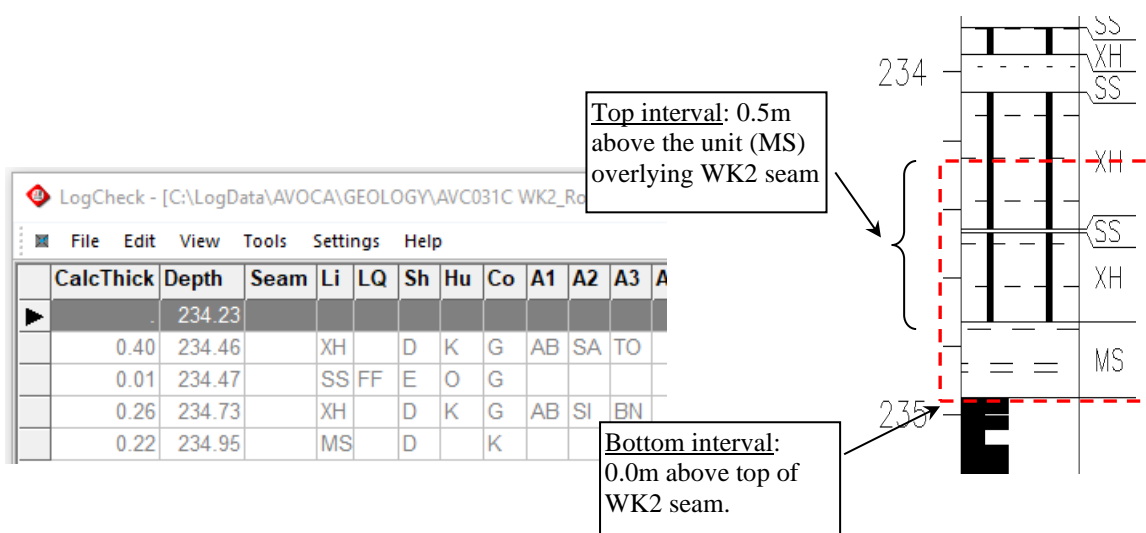 LogCheck - [C:\LogData\AVOCA\GEOLOGY\AVC031C WK2_Ro
File Edit View Tools Settings Help
CalcThick Depth Seam Li LQ Sh Hu Co A1 A2 A3 A
. 234.23
0.40 234.46 XH D K G AB SA TO
0.01 234.47 SS FF E O G
0.26 234.73 XH D K G AB SI BN
0.22 234.95 MS D K
Top interval: 0.5m
above the unit (MS)
overlying WK2 seam
Bottom interval:
0.0m above top of
WK2 seam.
SS
XH
234
SS
XH
SS
XH
MS
235